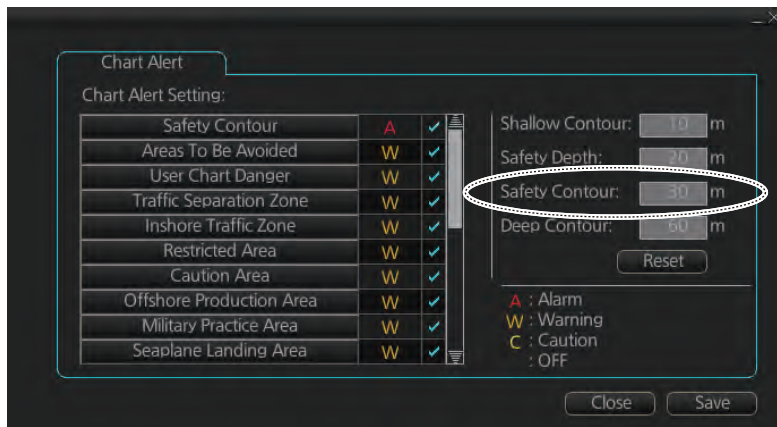 Chart Alert
Chart Alert Setting:
Safety Contour A
Areas To Be Avoided W
User Chart Danger W
Traffic Separation Zone W
Inshore Traffic Zone W
Restricted Area W
Caution Area W
Offshore Production Area W
Military Practice Area W
Seaplane Landing Area W
Shallow Contour: 10 m
Safety Depth: 20 m
Safety Contour: 30 m
Deep Contour: 60 m
Reset
A : Alarm
W : Warning
C : Caution
: OFF
Close Save